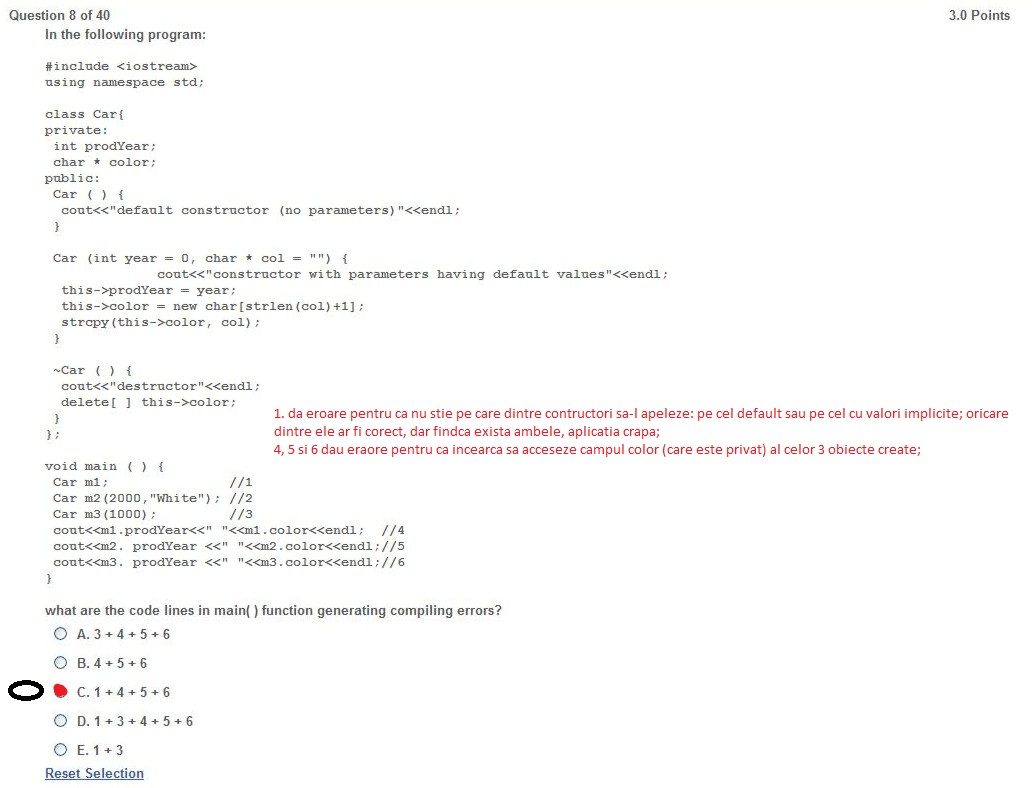 Question 8 of 40
3.0 Points
In the following program:
#include <iostream>
using namespace std;
class Car{
private:
int prodYear;
char * color;
public:
Car ( ) {
cout<<"default constructor (no parameters)"<<endl;
}
Car (int year = 0, char * col = "") {
cout<<"constructor with parameters having default values"<<endl;
this->prodYear = year;
this->color = new char[strlen(col)+1];
strcpy(this->color, col);
}
~Car ( ) {
cout<<"destructor"<<endl;
delete[ ] this->color;
}
};
1. da eroare pentru ca nu stie pe care dintre contructori sa-l apeleze: pe cel default sau pe cel cu valori implicite; oricare
dintre ele ar fi corect, dar findca exista ambele, aplicatia crapa;
4, 5 si 6 dau eraore pentru ca incearca sa acceseze campul color (care este privat) al celor 3 obiecte create;
void main ( ) {
Car m1; //1
Car m2(2000,"White"); //2
Car m3(1000); //3
cout<<m1.prodYear<<" "<<m1.color<<endl; //4
cout<<m2. prodYear <<" "<<m2.color<<endl;//5
cout<<m3. prodYear <<" "<<m3.color<<endl;//6
}
what are the code lines in main( ) function generating compiling errors?
A. 3 + 4 + 5 + 6
B. 4 + 5 + 6
C. 1 + 4 + 5 + 6
D. 1 + 3 + 4 + 5 + 6
E. 1 + 3
Reset Selection